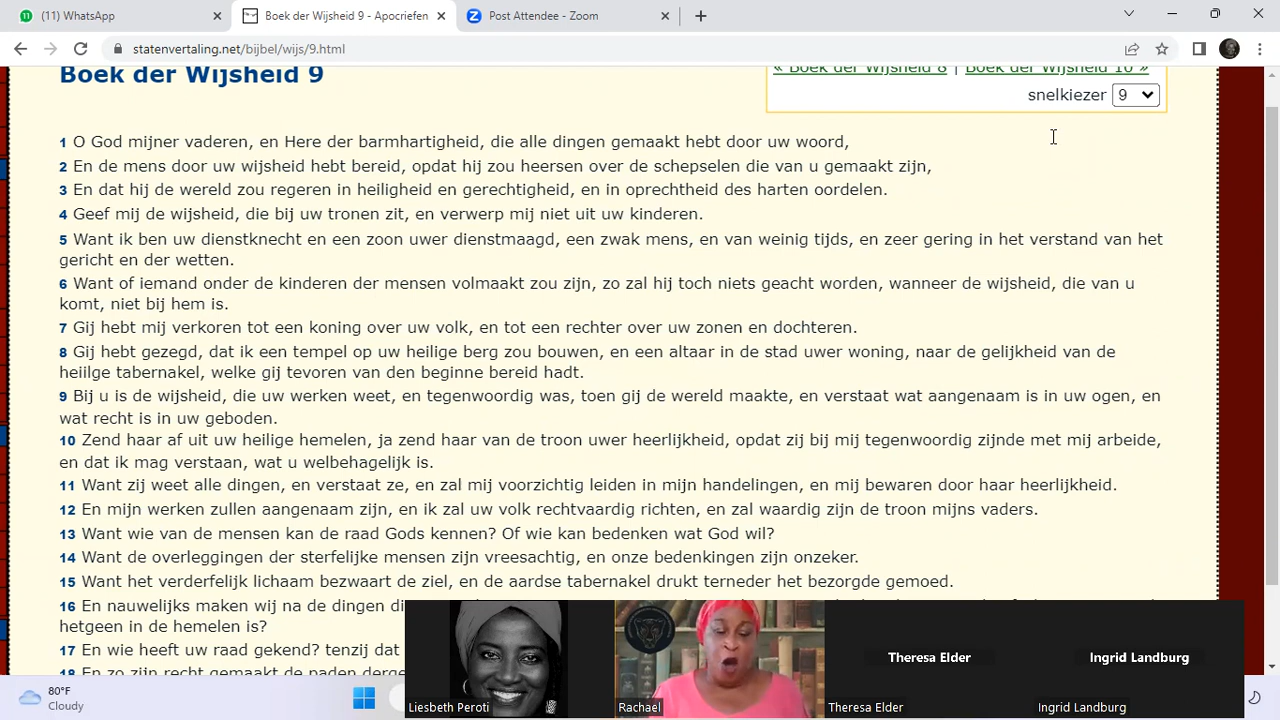 (11) WhatsApp
Boek der Wijsheid 9 - Apocriefen
Post Attendee - Zoom
statenvertaling.net/bijbel/wijs/9.html
Boek der Wijsheid 9
« Boek der Wijsheid 8 | Boek der Wijsheid 10 »
snelkiezer 9
1 O God mijner vaderen, en Here der barmhartigheid, die alle dingen gemaakt hebt door uw woord,
2 En de mens door uw wijsheid hebt bereid, opdat hij zou heersen over de schepselen die van u gemaakt zijn,
3 En dat hij de wereld zou regeren in heiligheid en gerechtigheid, en in oprechtheid des harten oordelen.
4 Geef mij de wijsheid, die bij uw tronen zit, en verwerp mij niet uit uw kinderen.
5 Want ik ben uw dienstknecht en een zoon uwer dienstmaagd, een zwak mens, en van weinig tijds, en zeer gering in het verstand van het
gericht en der wetten.
6 Want of iemand onder de kinderen der mensen volmaakt zou zijn, zo zal hij toch niets geacht worden, wanneer de wijsheid, die van u
komt, niet bij hem is.
7 Gij hebt mij verkoren tot een koning over uw volk, en tot een rechter over uw zonen en dochteren.
8 Gij hebt gezegd, dat ik een tempel op uw heilige berg zou bouwen, en een altaar in de stad uwer woning, naar de gelijkheid van de
heiilge tabernakel, welke gij tevoren van den beginne bereid hadt.
9 Bij u is de wijsheid, die uw werken weet, en tegenwoordig was, toen gij de wereld maakte, en verstaat wat aangenaam is in uw ogen, en
wat recht is in uw geboden.
10 Zend haar af uit uw heilige hemelen, ja zend haar van de troon uwer heerlijkheid, opdat zij bij mij tegenwoordig zijnde met mij arbeide,
en dat ik mag verstaan, wat u welbehagelijk is.
11 Want zij weet alle dingen, en verstaat ze, en zal mij voorzichtig leiden in mijn handelingen, en mij bewaren door haar heerlijkheid.
12 En mijn werken zullen aangenaam zijn, en ik zal uw volk rechtvaardig richten, en zal waardig zijn de troon mijns vaders.
13 Want wie van de mensen kan de raad Gods kennen? Of wie kan bedenken wat God wil?
14 Want de overleggingen der sterfelijke mensen zijn vreesachtig, en onze bedenkingen zijn onzeker.
15 Want het verderfelijk lichaam bezwaart de ziel, en de aardse tabernakel drukt terneder het bezorgde gemoed.
16 En nauwelijks maken wij na de dingen
hetgeen in de hemelen is?
17 En wie heeft uw raad gekend? tenzij dat
18 En zo zijn recht gemaakt de paden
Theresa Elder
Ingrid Landburg
Liesbeth Peroti
Rachael
Theresa Elder
Ingrid Landburg
80°F
Cloudy